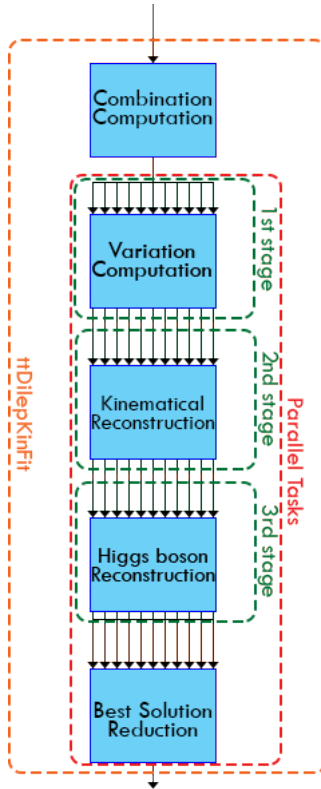 Combination
Computation
Variation
Computation
1st stage
Kinematical
Reconstruction
2nd stage
Higgs boson
Reconstruction
3rd stage
Best Solution
Reduction
Parallel Tasks
ttDilepKinFit